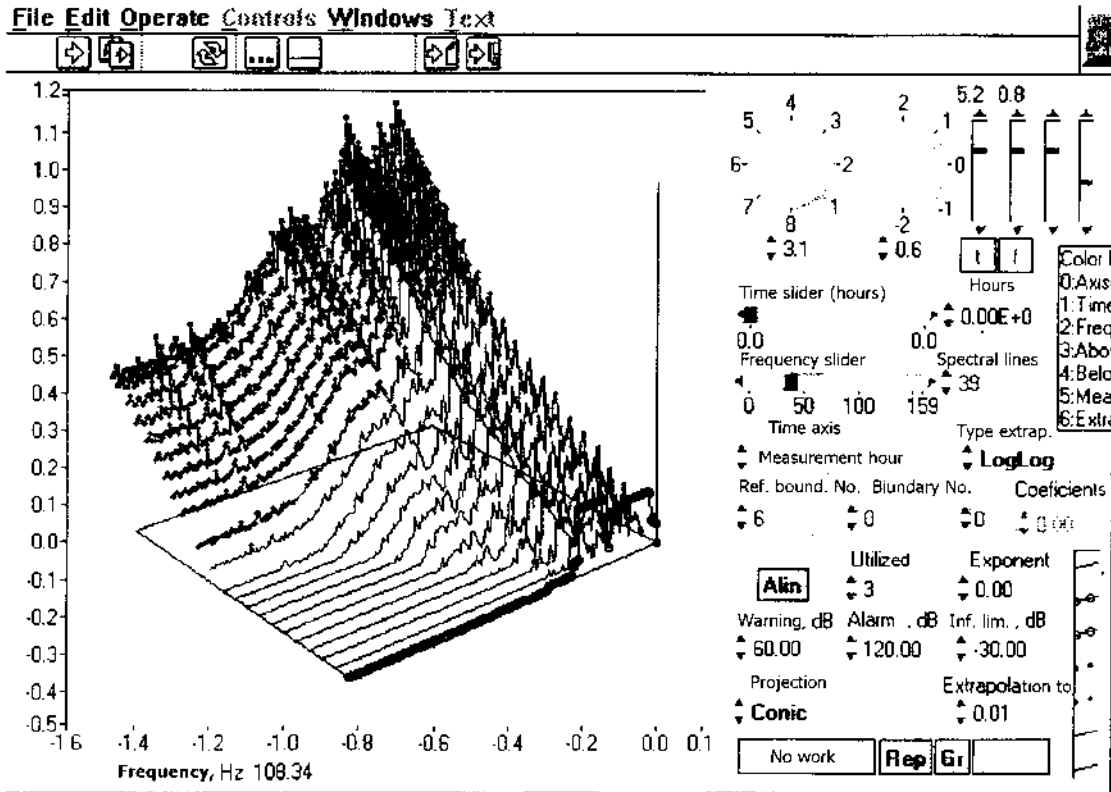 File Edit Operate Controls Windows Text
1.2
1.1
1.0
0.9
0.8
0.7
0.6
0.5
0.4
0.3
0.2
0.1
0.0
-0.1
-0.2
-0.3
-0.4
-0.5
-1.6 -1.4 -1.2 -1.0 -0.8 -0.6 -0.4 -0.2 0.0 0.1
Frequency, Hz 108.34
4 2 5.2 0.8
5 3 1
6 2 -0
7 1 -1
8 -2
3.1 0.6
t f
Hours
Time slider (hours)
0.00E+0
0.0 0.0
Frequency slider Spectral lines
39
0 50 100 159
Time axis Type extrap.
Measurement hour LogLog
Ref. bound. No. Biundary No. Coeficients
6 0 0 0.00
Utilized Exponent
Alin 3 0.00
Warning, dB Alarm , dB Inf. lim. , dB
60.00 120.00 -30.00
Projection Extrapolation to
Conic 0.01
No work Rep Gr
Color
0:Axis
1:Time
2:Freq
3:Abo
4:Belo
5:Mea
6:Extra